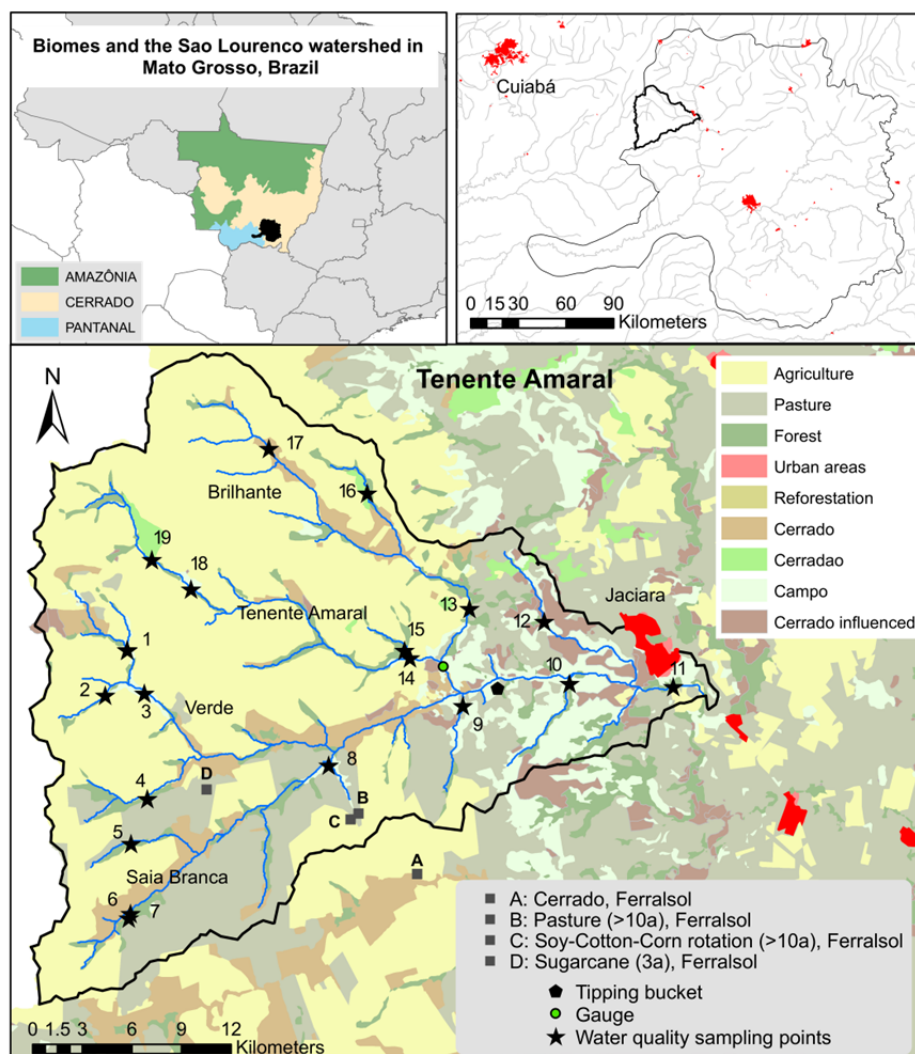 Biomes and the Sao Lourenco watershed in
Mato Grosso, Brazil
AMAZÔNIA
CERRADO
PANTANAL
Cuiabá
0 15 30 60 90
Kilometers
N
Tenente Amaral
Agriculture
Pasture
Forest
Urban areas
Reforestation
Cerrado
Cerradao
Campo
Cerrado influenced
17
Brilhante
16
19
18
Jaciara
13
Tenente Amaral
12
15
1
14
10
11
2
3
Verde
9
8
D
4
B
C
5
A
Saia Branca
6
7
A: Cerrado, Ferralsol
B: Pasture (>10a), Ferralsol
C: Soy-Cotton-Corn rotation (>10a), Ferralsol
D: Sugarcane (3a), Ferralsol
Tipping bucket
Gauge
Water quality sampling points
0 1.5 3 6 9 12
Kilometers